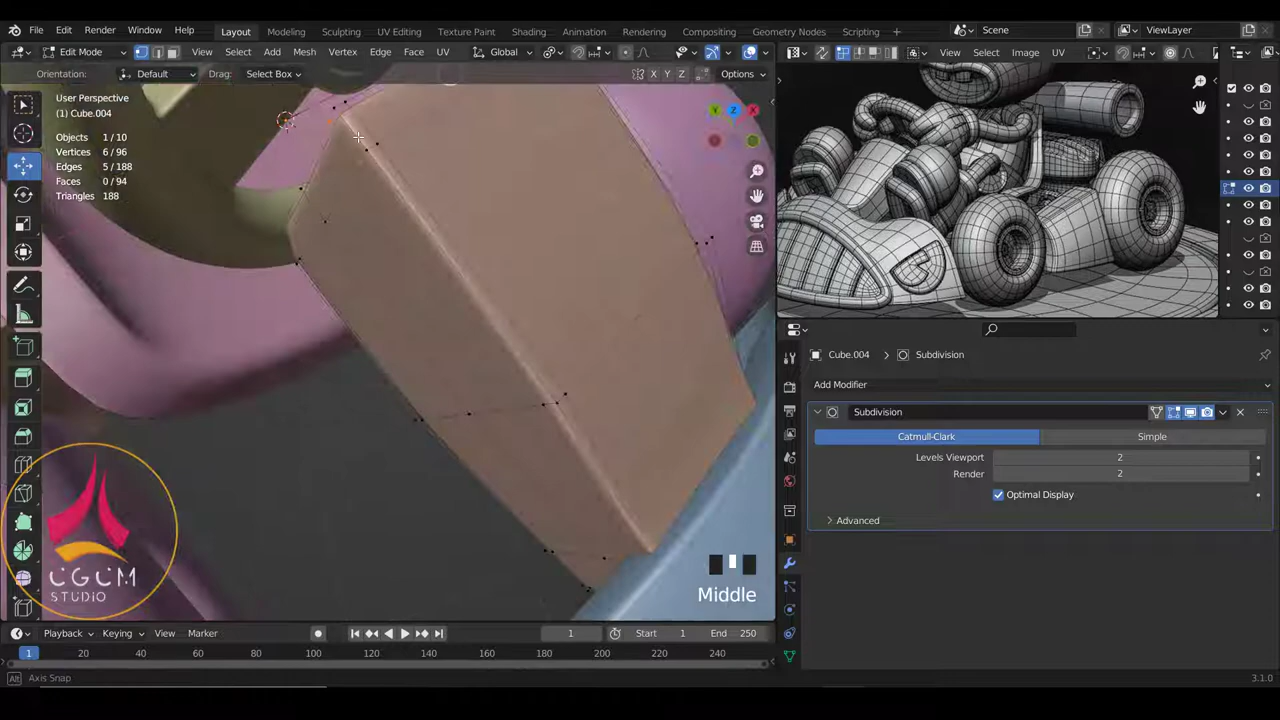 File Edit Render Window Help Layout Modeling Sculpting UV Editing Texture Paint Shading Animation Rendering Compositing Geometry Nodes Scripting Scene ViewLayer
Edit Mode View Select Add Mesh Vertex Edge Face UV Global View Select Image UV
Orientation: Default Drag: Select Box X Y Z Options
User Perspective
(1) Cube.004
Objects 1 / 10
Vertices 6 / 96
Edges 5 / 188
Faces 0 / 94
Triangles 188
Y Z X
Cube.004 Subdivision
Add Modifier
Subdivision
Catmull-Clark Simple
Levels Viewport 2
Render 2
Optimal Display
Advanced
CGCM
STUDIO
Middle
Playback Keying View Marker 1 Start 1 End 250
1 20 40 60 80 100 120 140 160 180 200 220 240
Alt Axis Snap 3.1.0